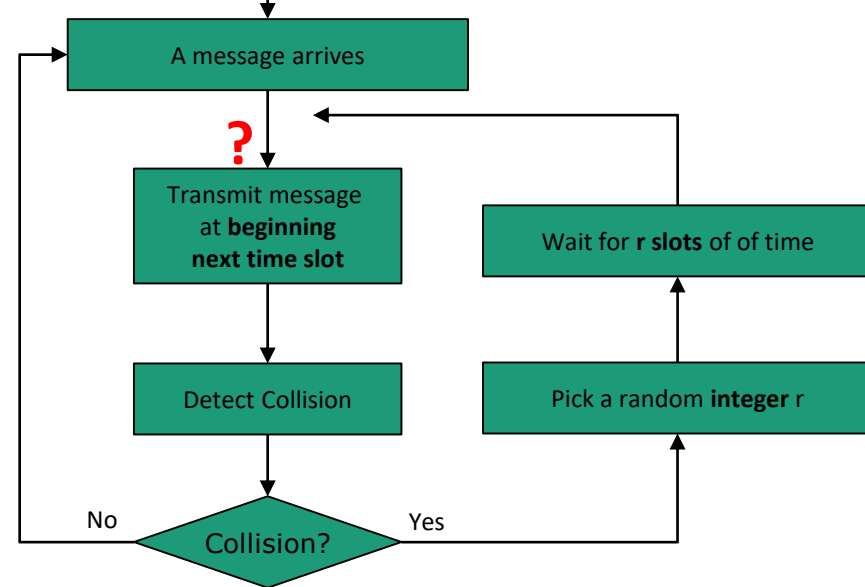 A message arrives
?
Transmit message
at beginning
next time slot
Wait for r slots of of time
Detect Collision
Pick a random integer r
No
Yes
Collision?